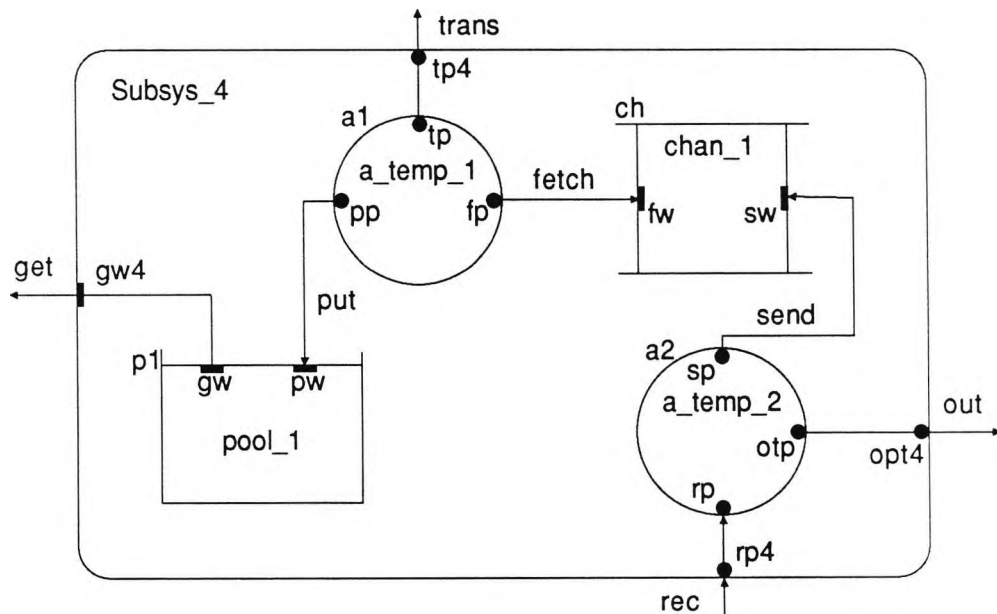 trans
tp4
Subsys_4
a1
tp
a_temp_1
pp
fp
fetch
ch
chan_1
fw
sw
get
gw4
put
send
p1
gw
pw
pool_1
a2
sp
a_temp_2
otp
out
opt4
rp
rp4
rec